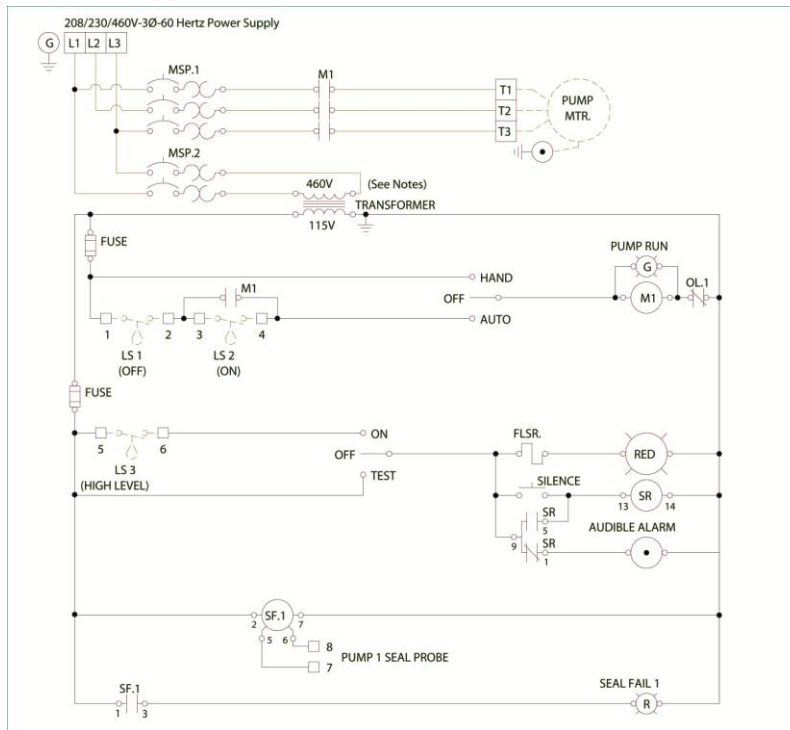 208/230/460V-3Ø-60 Hertz Power Supply
G L1 L2 L3
MSP.1
M1
T1
T2
T3
PUMP
MTR.
MSP.2
460V
(See Notes)
TRANSFORMER
115V
FUSE
PUMP RUN
G
HAND
OL.1
M1
OFF
M1
AUTO
1 2 3 4
LS 1
(OFF)
LS 2
(ON)
FUSE
ON
5 6
OFF
FLSR.
RED
LS 3
(HIGH LEVEL)
TEST
SILENCE
13 SR 14
SR
5
AUDIBLE ALARM
9
SR
1
2 SF.1 7
5 6
8
PUMP 1 SEAL PROBE
7
SF.1
1 3
SEAL FAIL 1
R